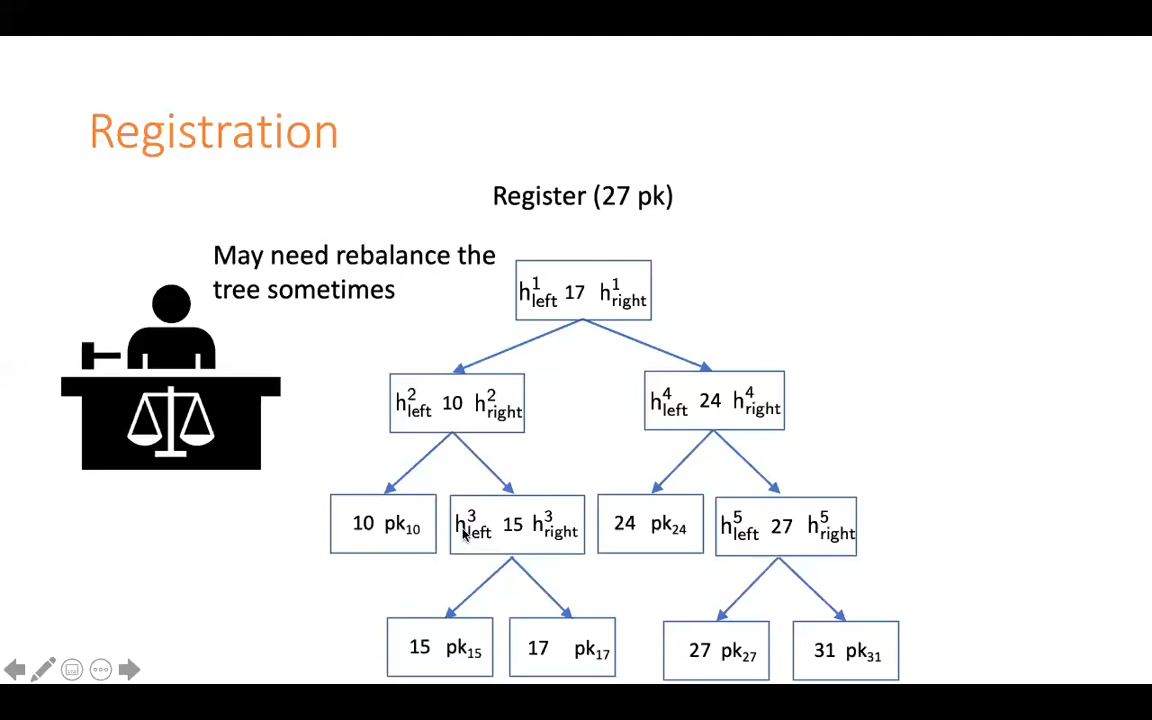 Registration
Register (27 pk)
May need rebalance the
tree sometimes
h¹left 17 h¹right
h²left 10 h²right
h⁴left 24 h⁴right
10 pk₁₀
h³left 15 h³right
24 pk₂₄
h⁵left 27 h⁵right
15 pk₁₅
17 pk₁₇
27 pk₂₇
31 pk₃₁